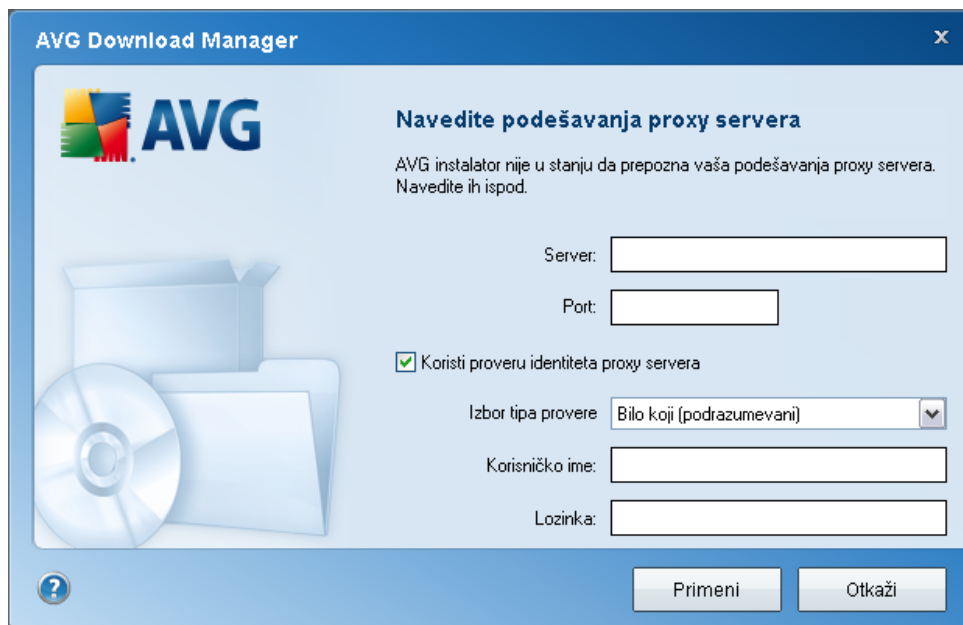 AVG Download Manager
x
AVG
Navedite podešavanja proxy servera
AVG instalator nije u stanju da prepozna vaša podešavanja proxy servera.
Navedite ih ispod.
Server:
Port:
Koristi proveru identiteta proxy servera
Izbor tipa provere
Bilo koji (podrazumevani)
Korisničko ime:
Lozinka:
?
Primeni
Otkaži